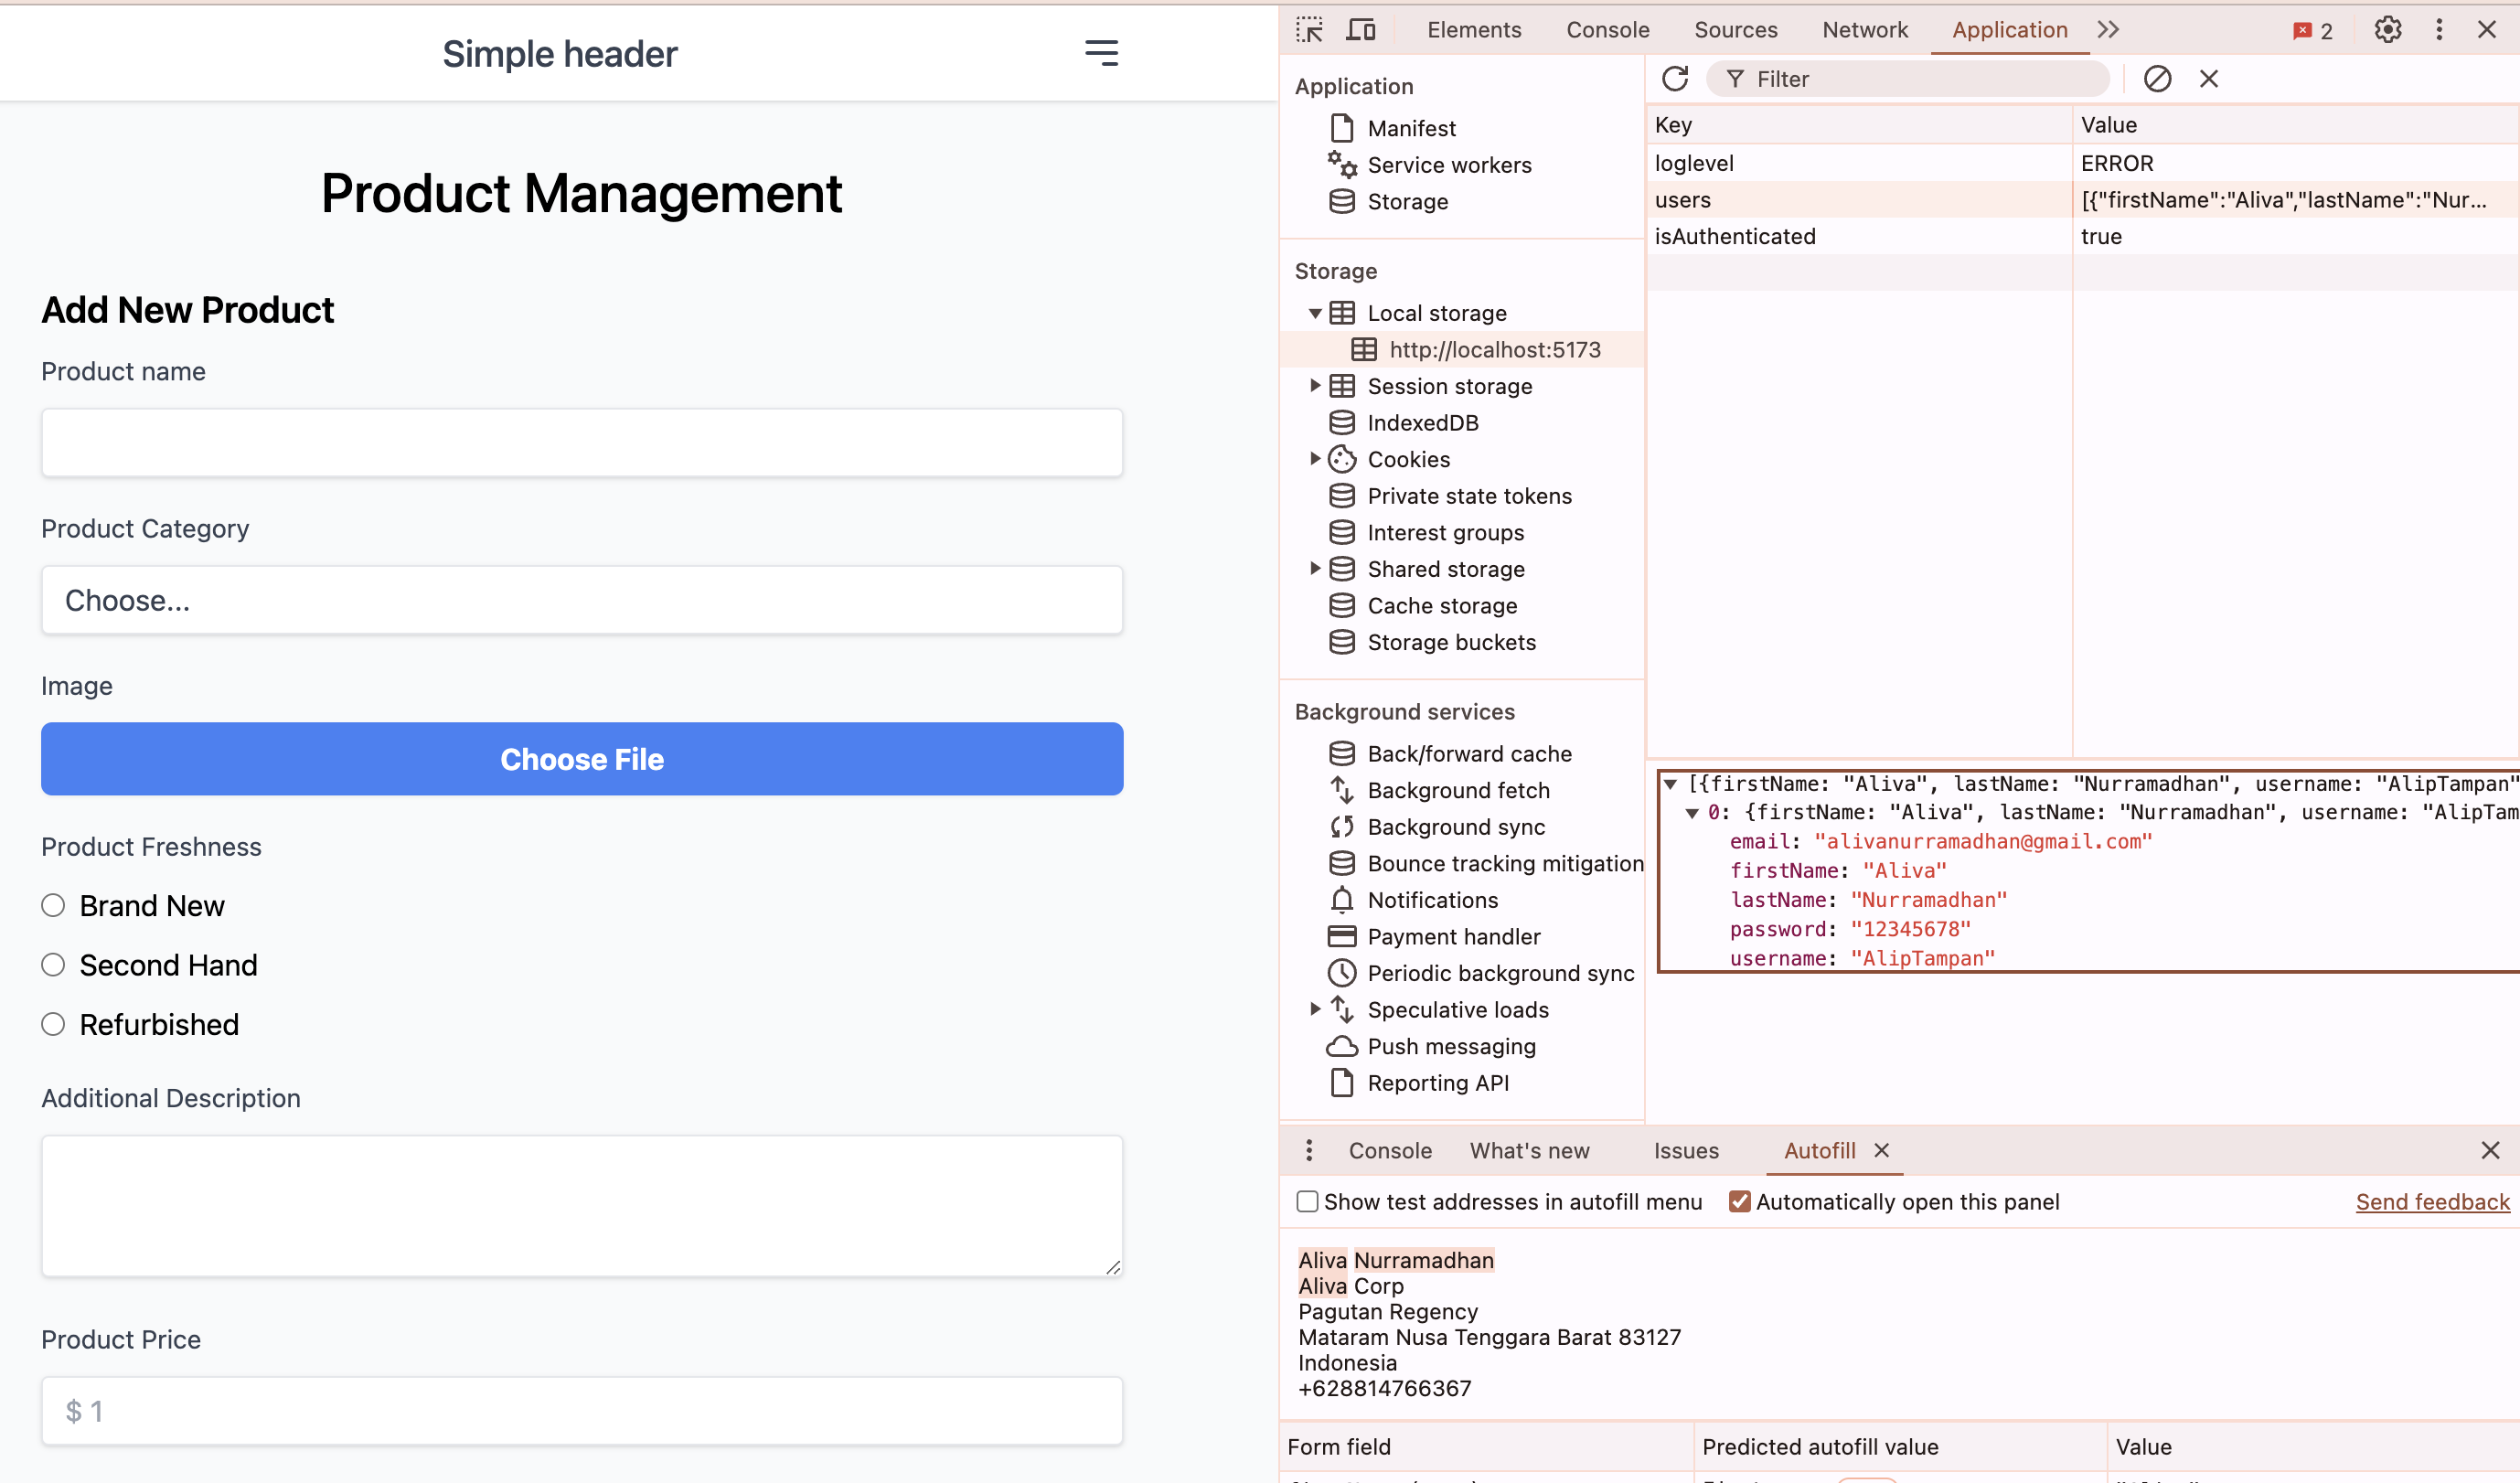 Simple header
Product Management
Add New Product
Product name
Product Category
Choose...
Image
Choose File
Product Freshness
Brand New
Second Hand
Refurbished
Additional Description
Product Price
$ 1
Elements Console Sources Network Application 2
Application
Manifest
Service workers
Storage
Storage
Local storage
http://localhost:5173
Session storage
IndexedDB
Cookies
Private state tokens
Interest groups
Shared storage
Cache storage
Storage buckets
Background services
Back/forward cache
Background fetch
Background sync
Bounce tracking mitigation
Notifications
Payment handler
Periodic background sync
Speculative loads
Push messaging
Reporting API
Filter
Key Value
loglevel ERROR
users [{"firstName":"Aliva","lastName":"Nur...
isAuthenticated true
[{firstName: "Aliva", lastName: "Nurramadhan", username: "AlipTampan"
0: {firstName: "Aliva", lastName: "Nurramadhan", username: "AlipTam
email: "alivanurramadhan@gmail.com"
firstName: "Aliva"
lastName: "Nurramadhan"
password: "12345678"
username: "AlipTampan"
Console What's new Issues Autofill
Show test addresses in autofill menu Automatically open this panel Send feedback
Aliva Nurramadhan
Aliva Corp
Pagutan Regency
Mataram Nusa Tenggara Barat 83127
Indonesia
+628814766367
Form field Predicted autofill value Value